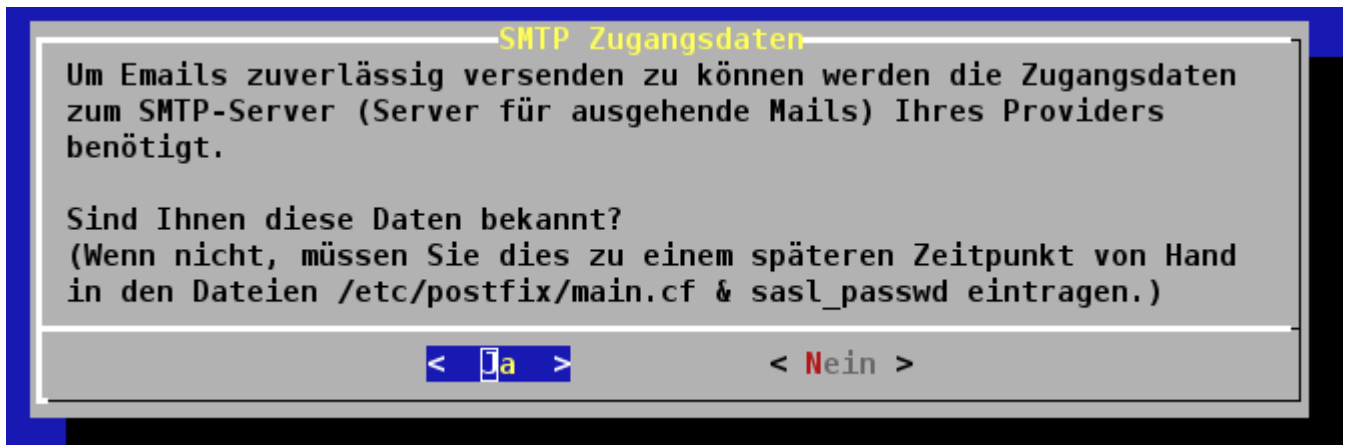 SMTP Zugangsdaten
Um Emails zuverlässig versenden zu können werden die Zugangsdaten
zum SMTP-Server (Server für ausgehende Mails) Ihres Providers
benötigt.
Sind Ihnen diese Daten bekannt?
(Wenn nicht, müssen Sie dies zu einem späteren Zeitpunkt von Hand
in den Dateien /etc/postfix/main.cf & sasl_passwd eintragen.)
< Ja > < Nein >